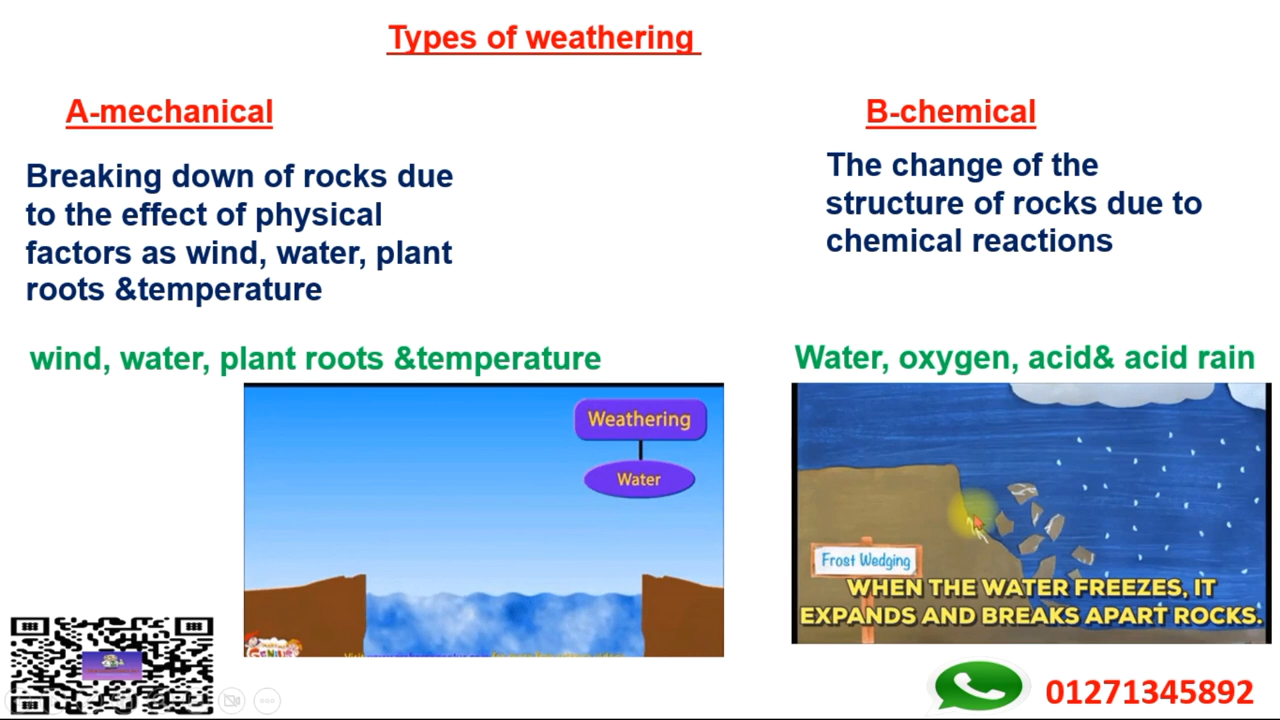 Types of weathering
A-mechanical
Breaking down of rocks due
to the effect of physical
factors as wind, water, plant
roots &temperature
wind, water, plant roots &temperature
Weathering
Water
B-chemical
The change of the
structure of rocks due to
chemical reactions
Water, oxygen, acid& acid rain
Frost Wedging
WHEN THE WATER FREEZES, IT
EXPANDS AND BREAKS APART ROCKS.
01271345892